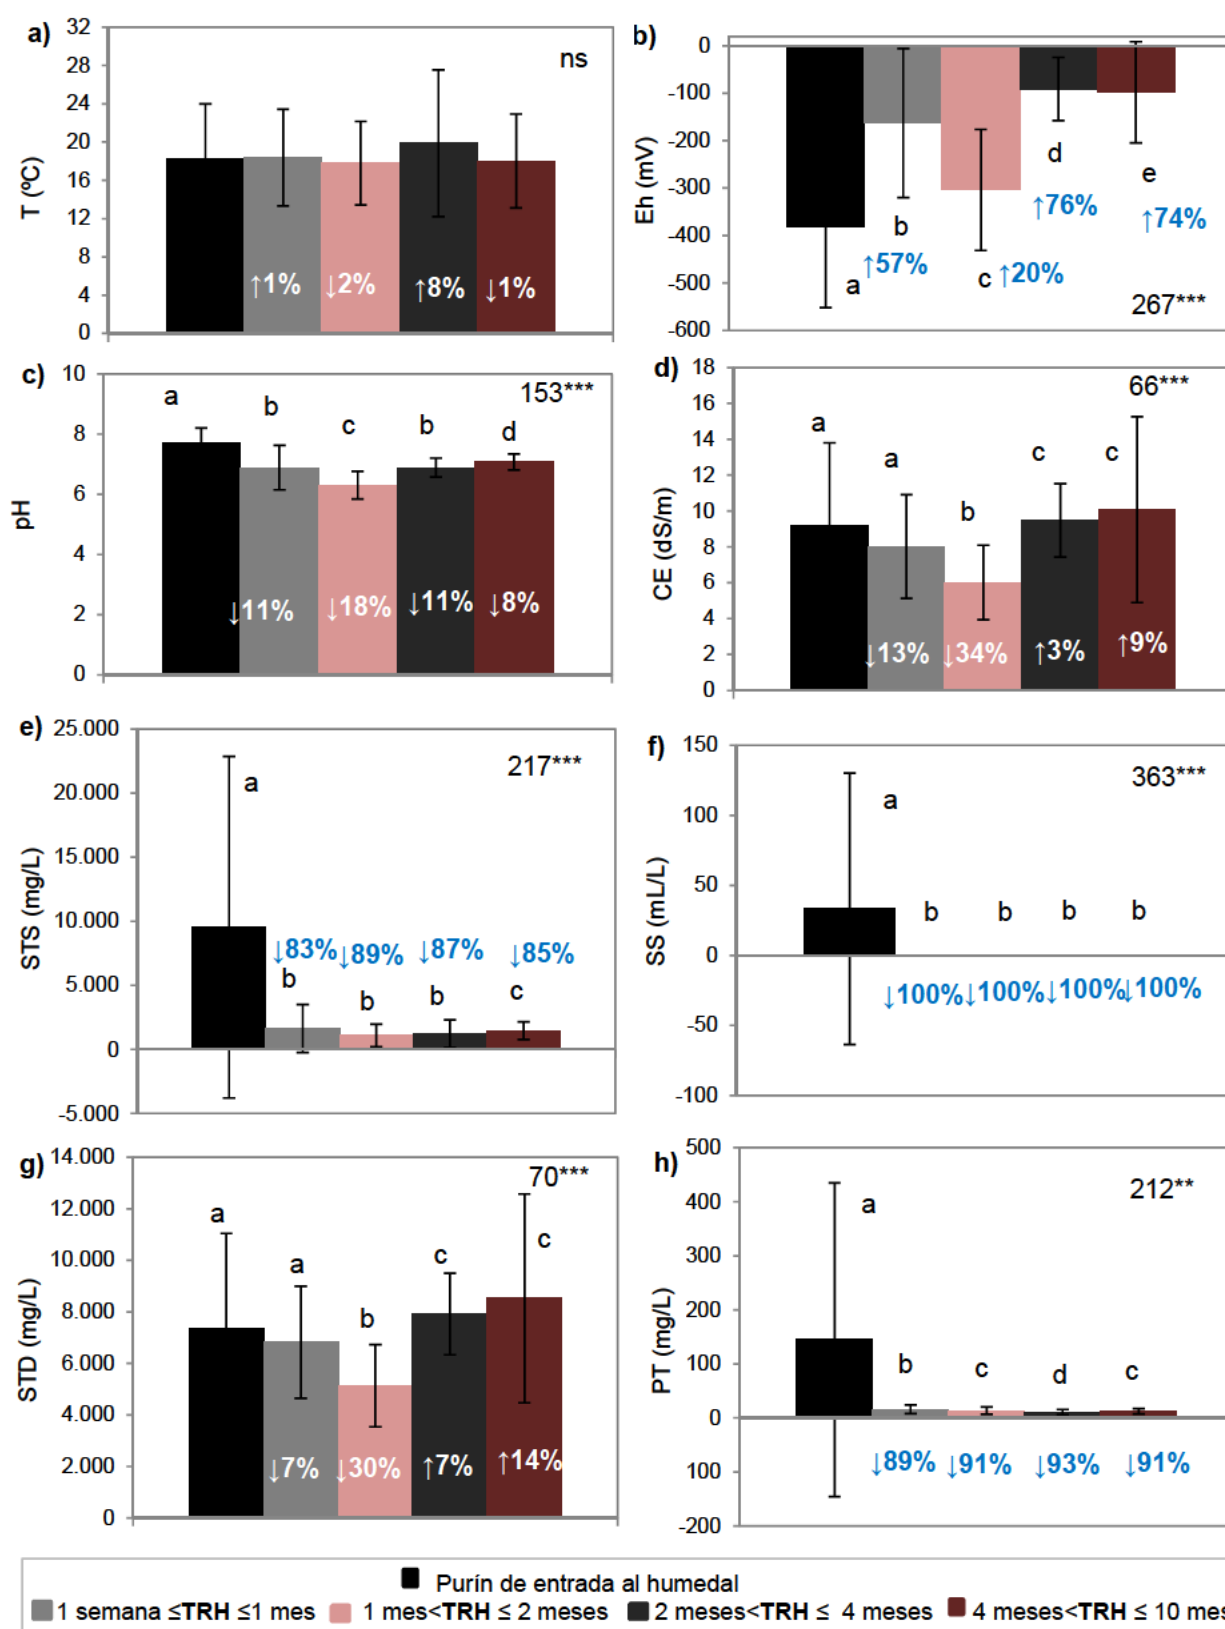 a)
32
28
24
20
16
12
8
4
0
T (ºC)
ns
↑1%
↓2%
↑8%
↓1%
b)
0
-100
-200
-300
-400
-500
-600
Eh (mV)
a
b
c
d
e
↑57%
↑20%
↑76%
↑74%
267***
c)
10
8
6
4
2
0
pH
153***
a
b
c
b
d
↓11%
↓18%
↓11%
↓8%
d)
18
16
14
12
10
8
6
4
2
0
CE (dS/m)
66***
a
a
b
c
c
↓13%
↓34%
↑3%
↑9%
e)
25.000
20.000
15.000
10.000
5.000
0
-5.000
STS (mg/L)
217***
a
b
b
b
c
↓83%
↓89%
↓87%
↓85%
f)
150
100
50
0
-50
-100
SS (mL/L)
363***
a
b
b
b
b
↓100%
↓100%
↓100%
↓100%
g)
14.000
12.000
10.000
8.000
6.000
4.000
2.000
0
STD (mg/L)
70***
a
a
b
c
c
↓7%
↓30%
↑7%
↑14%
h)
500
400
300
200
100
0
100
-200
PT (mg/L)
212**
a
b
c
d
c
↓89%
↓91%
↓93%
↓91%
Purín de entrada al humedal
1 semana ≤TRH ≤1 mes 1 mes<TRH ≤ 2 meses 2 meses<TRH ≤ 4 meses 4 meses<TRH ≤ 10 mes